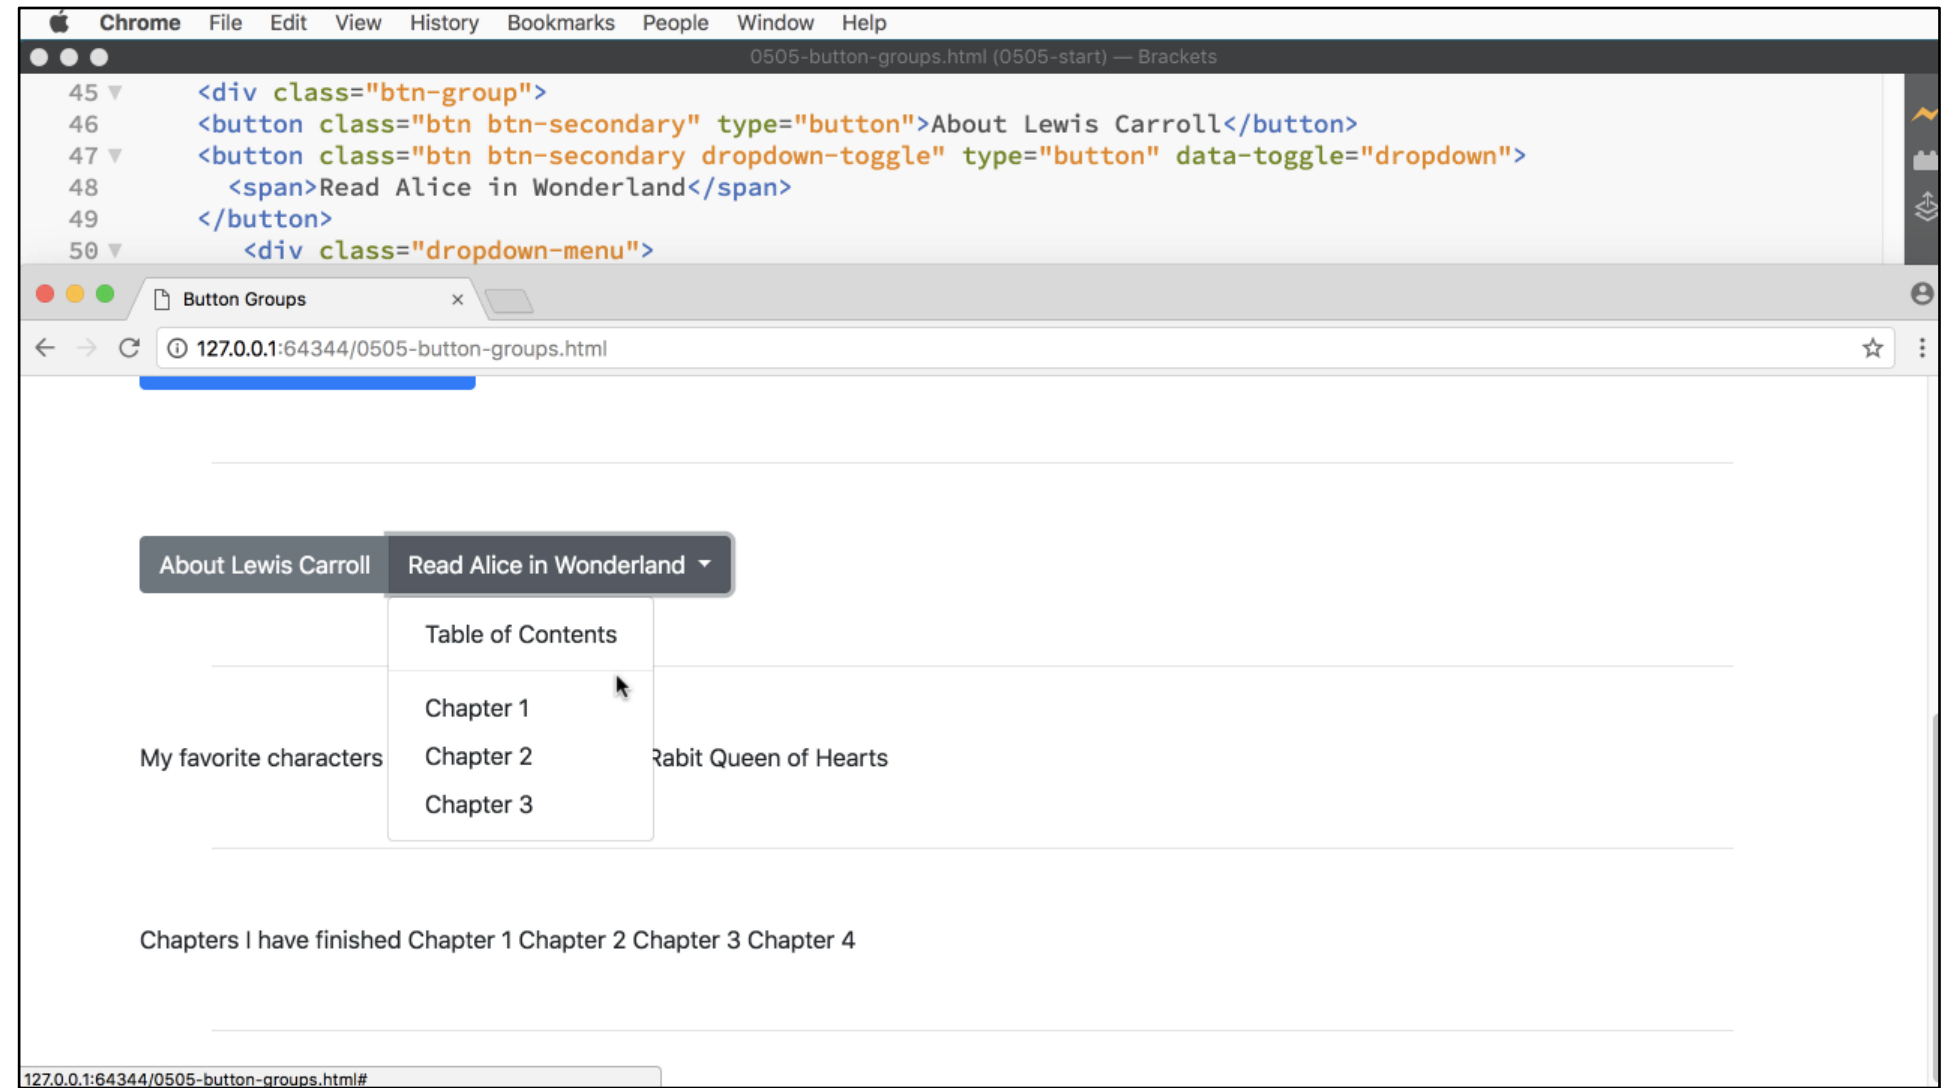 Chrome File Edit View History Bookmarks People Window Help
0505-button-groups.html (0505-start) — Brackets
45 <div class="btn-group">
46 <button class="btn btn-secondary" type="button">About Lewis Carroll</button>
47 <button class="btn btn-secondary dropdown-toggle" type="button" data-toggle="dropdown">
48 <span>Read Alice in Wonderland</span>
49 </button>
50 <div class="dropdown-menu">
Button Groups
127.0.0.1:64344/0505-button-groups.html
About Lewis Carroll Read Alice in Wonderland
Table of Contents
Chapter 1
My favorite characters Chapter 2 Rabit Queen of Hearts
Chapter 3
Chapters I have finished Chapter 1 Chapter 2 Chapter 3 Chapter 4
127.0.0.1:64344/0505-button-groups.html#